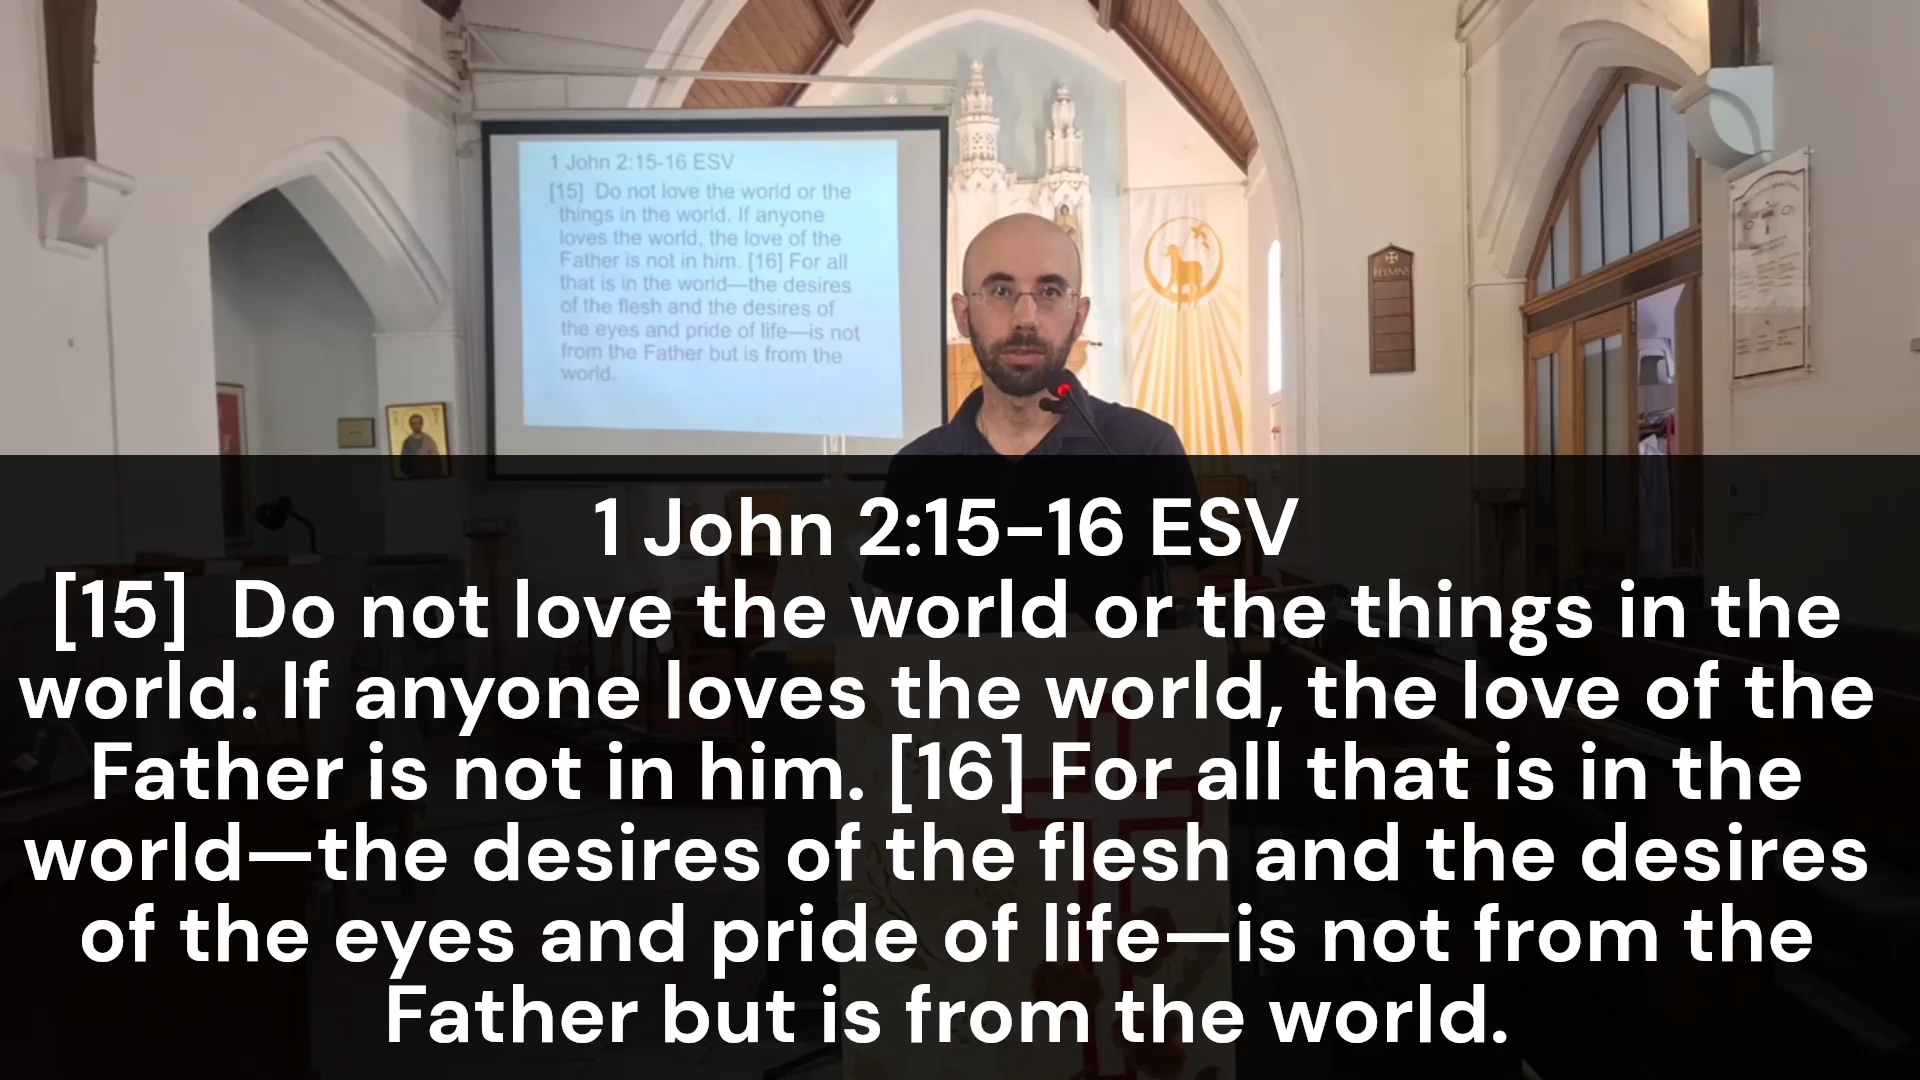 1 John 2:15-16 ESV
[15] Do not love the world or the
things in the world. If anyone
loves the world, the love of the
Father is not in him. [16] For all
that is in the world—the desires
of the flesh and the desires of
the eyes and pride of life—is not
from the Father but is from the
world.
HYMNS
1 John 2:15-16 ESV
[15]  Do not love the world or the things in the
world. If anyone loves the world, the love of the
Father is not in him. [16] For all that is in the
world—the desires of the flesh and the desires
of the eyes and pride of life—is not from the
Father but is from the world.